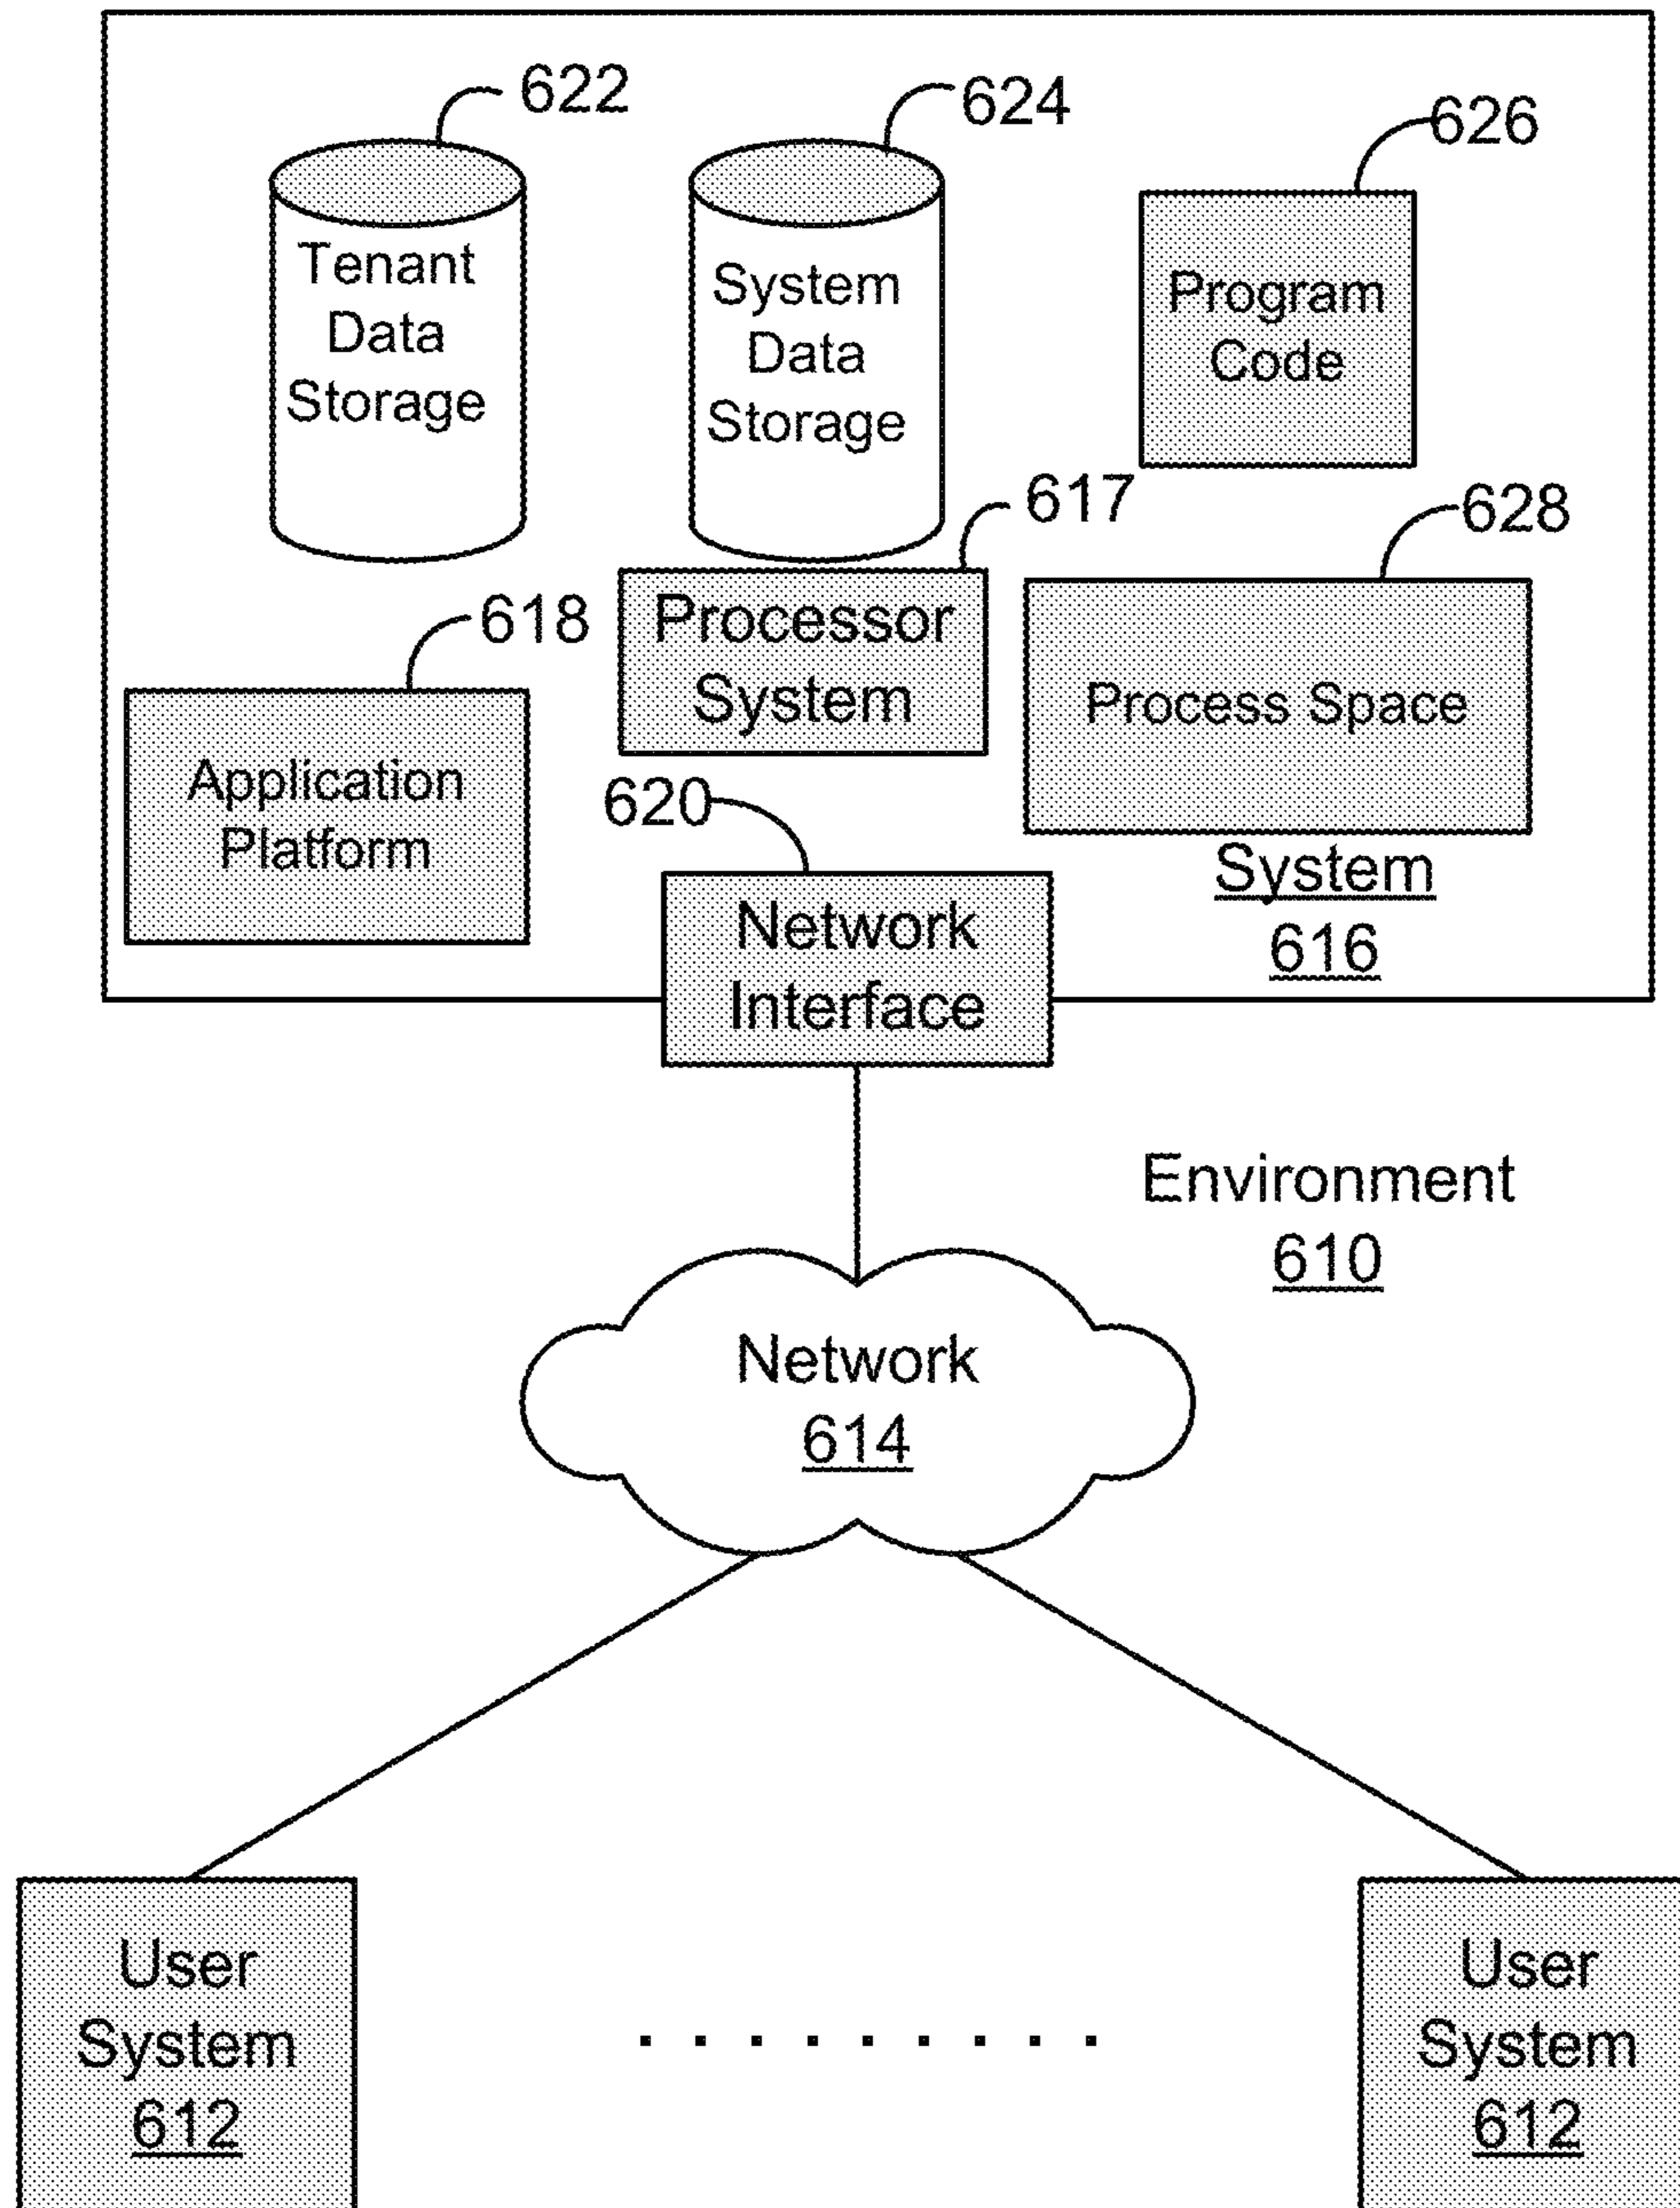 622
624
626
Tenant
Data
Storage
System
Data
Storage
Program
Code
617
628
618
Processor
System
Process Space
Application
Platform
620
System
616
Network
Interface
Environment
610
Network
614
User
System
612
User
System
612